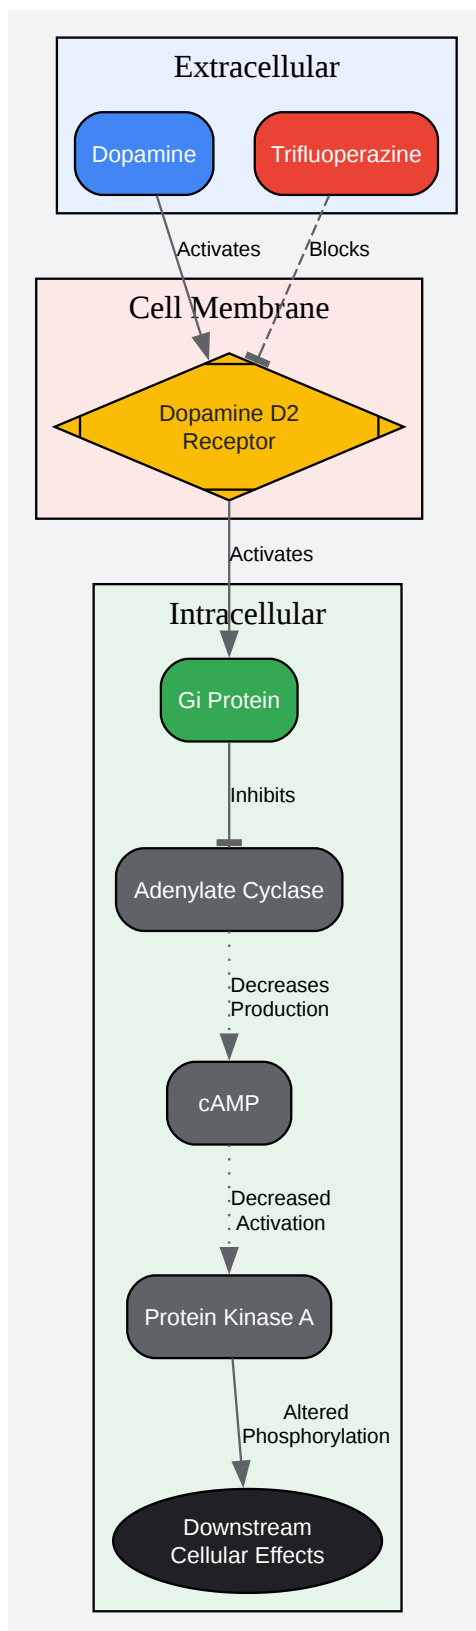 Extracellular
Dopamine
Trifluoperazine
Activates
Blocks
Cell Membrane
Dopamine D2
Receptor
Activates
Intracellular
Gi Protein
Inhibits
Adenylate Cyclase
Decreases
Production
cAMP
Decreased
Activation
Protein Kinase A
Altered
Phosphorylation
Downstream
Cellular Effects